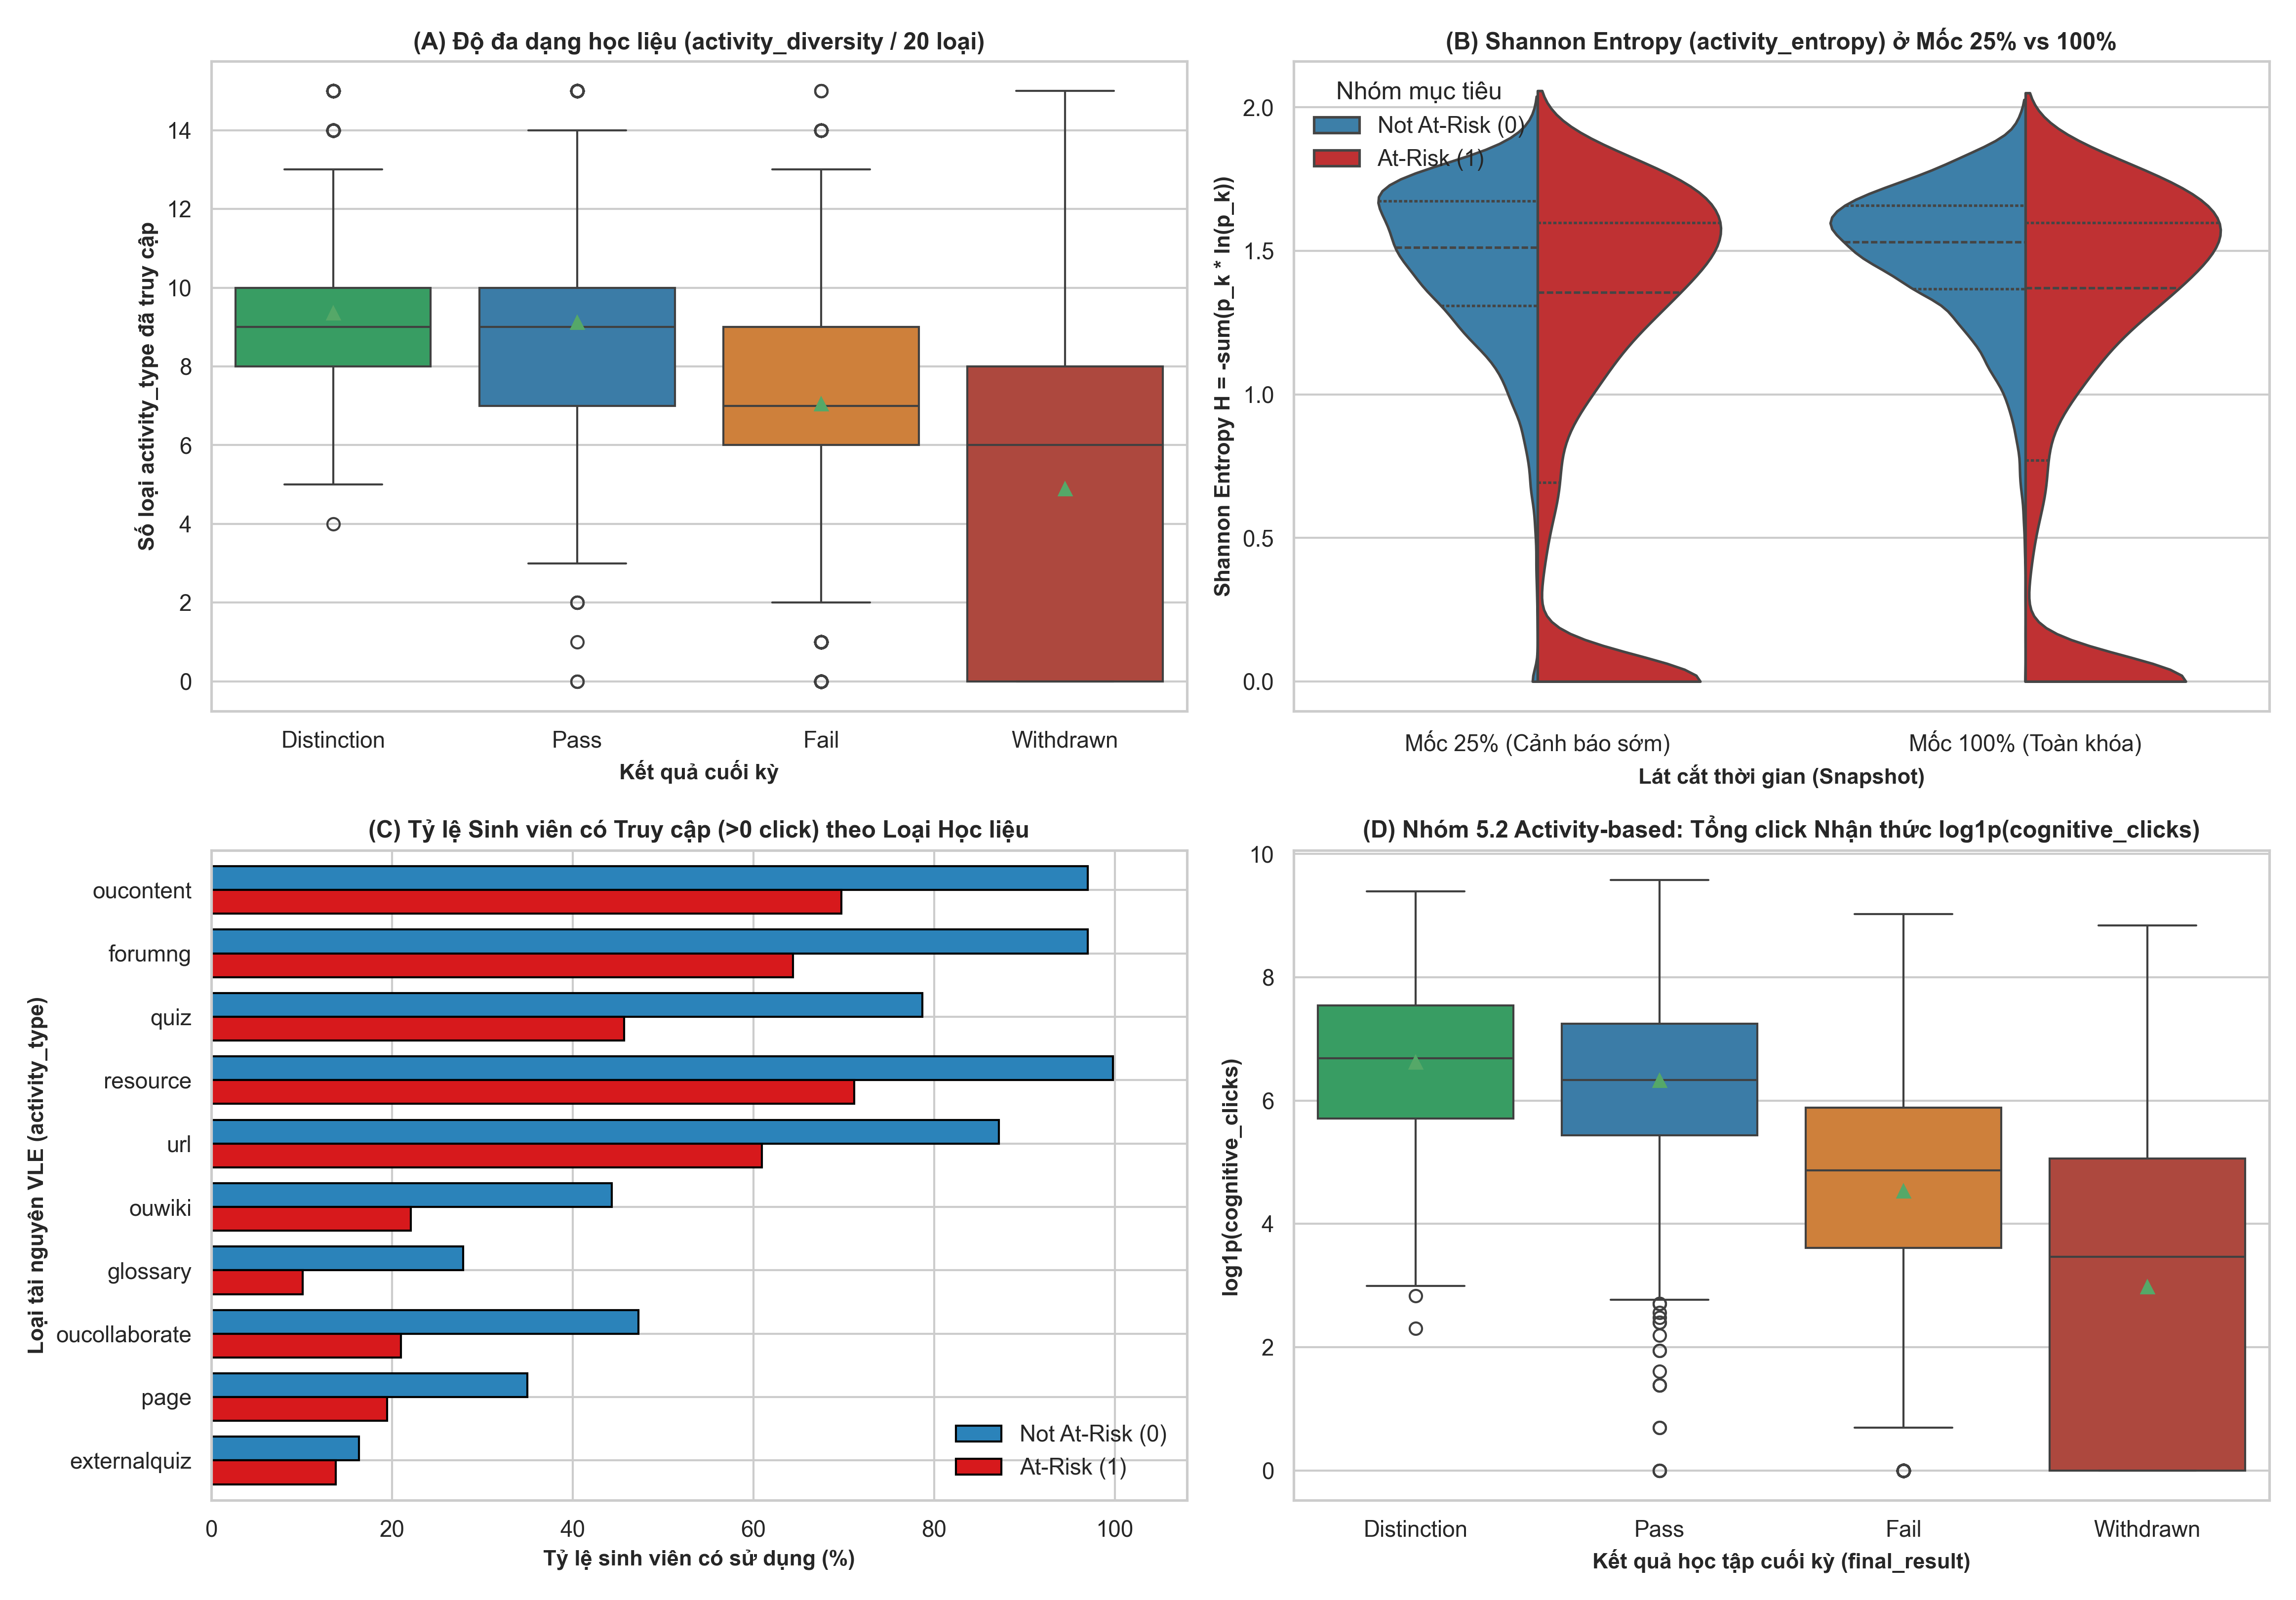 (A) Độ đa dạng học liệu (activity_diversity / 20 loại)
Số loại activity_type đã truy cập
14
12
10
8
6
4
2
0
Distinction
Pass
Fail
Withdrawn
Kết quả cuối kỳ
(B) Shannon Entropy (activity_entropy) ở Mốc 25% vs 100%
Nhóm mục tiêu
Not At-Risk (0)
At-Risk (1)
Shannon Entropy H = -sum(p_k * ln(p_k))
2.0
1.5
1.0
0.5
0.0
Mốc 25% (Cảnh báo sớm)
Mốc 100% (Toàn khóa)
Lát cắt thời gian (Snapshot)
(C) Tỷ lệ Sinh viên có Truy cập (>0 click) theo Loại Học liệu
Loại tài nguyên VLE (activity_type)
oucontent
forumng
quiz
resource
url
ouwiki
glossary
oucollaborate
page
externalquiz
Not At-Risk (0)
At-Risk (1)
0
20
40
60
80
100
Tỷ lệ sinh viên có sử dụng (%)
(D) Nhóm 5.2 Activity-based: Tổng click Nhận thức log1p(cognitive_clicks)
log1p(cognitive_clicks)
10
8
6
4
2
0
Distinction
Pass
Fail
Withdrawn
Kết quả học tập cuối kỳ (final_result)